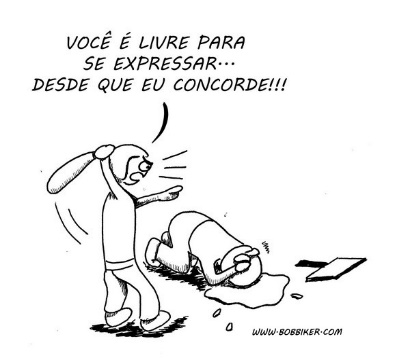 VOCÊ É LIVRE PARA
SE EXPRESSAR...
DESDE QUE EU CONCORDE!!!
WWW.BOBBIKER.COM